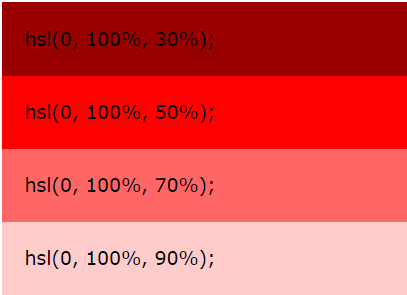 hsl(0, 100%, 30%);
hsl(0, 100%, 50%);
hsl(0, 100%, 70%);
hsl(0, 100%, 90%);